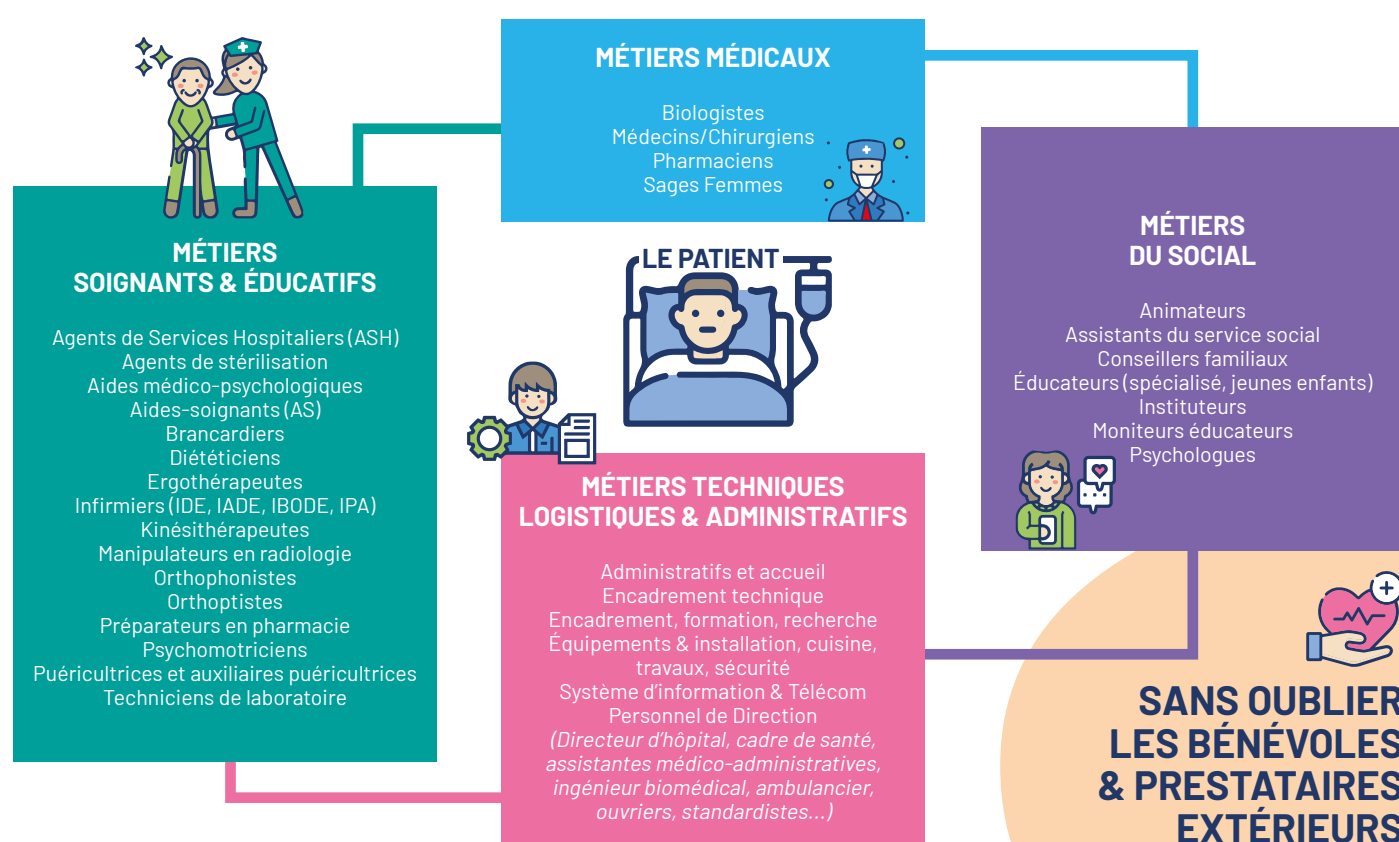 MÉTIERS MÉDICAUX
Biologistes
Médecins/Chirurgiens
Pharmaciens
Sages Femmes
MÉTIERS
SOIGNANTS & ÉDUCATIFS
Agents de Services Hospitaliers (ASH)
Agents de stérilisation
Aides médico-psychologiques
Aides-soignants (AS)
Brancardiers
Diététiciens
Ergothérapeutes
Infirmiers (IDE, IADE, IBODE, IPA)
Kinésithérapeutes
Manipulateurs en radiologie
Orthophonistes
Orthoptistes
Préparateurs en pharmacie
Psychomotriciens
Puéricultrices et auxiliaires puéricultrices
Techniciens de laboratoire
LE PATIENT
MÉTIERS TECHNIQUES
LOGISTIQUES & ADMINISTRATIFS
Administratifs et accueil
Encadrement technique
Encadrement, formation, recherche
Équipements & installation, cuisine,
travaux, sécurité
Système d'information & Télécom
Personnel de Direction
(Directeur d'hôpital, cadre de santé,
assistantes médico-administratives,
ingénieur biomédical, ambulancier,
ouvriers, standardistes...)
MÉTIERS
DU SOCIAL
Animateurs
Assistants du service social
Conseillers familiaux
Éducateurs (spécialisé, jeunes enfants)
Instituteurs
Moniteurs éducateurs
Psychologues
SANS OUBLIER
LES BÉNÉVOLES
& PRESTATAIRES
EXTÉRIEURS